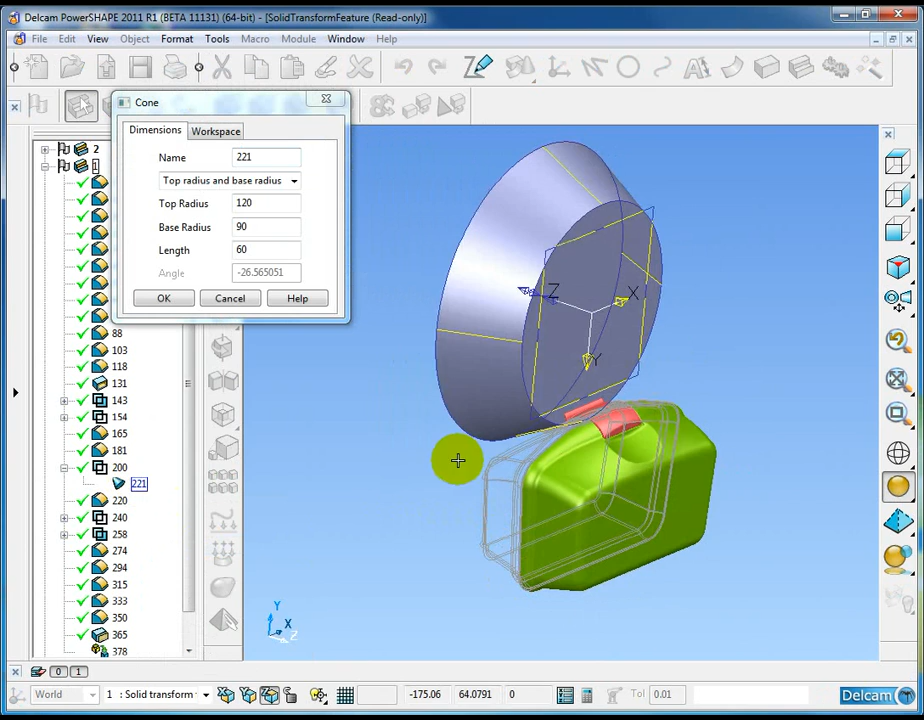 Delcam PowerSHAPE 2011 R1 (BETA 11131) (64-bit) - [SolidTransformFeature (Read-only)]
File Edit View Object Format Tools Macro Module Window Help
Cone
Dimensions Workspace
Name 221
Top radius and base radius
Top Radius 120
Base Radius 90
Length 60
Angle -26.565051
OK Cancel Help
2
1
88
103
118
131
143
154
165
181
200
221
220
240
258
274
294
315
333
350
365
378
Z X
Y
Y
X
Z
0 1
World 1 : Solid transform -175.06 64.0791 0 Tol 0.01 Delcam